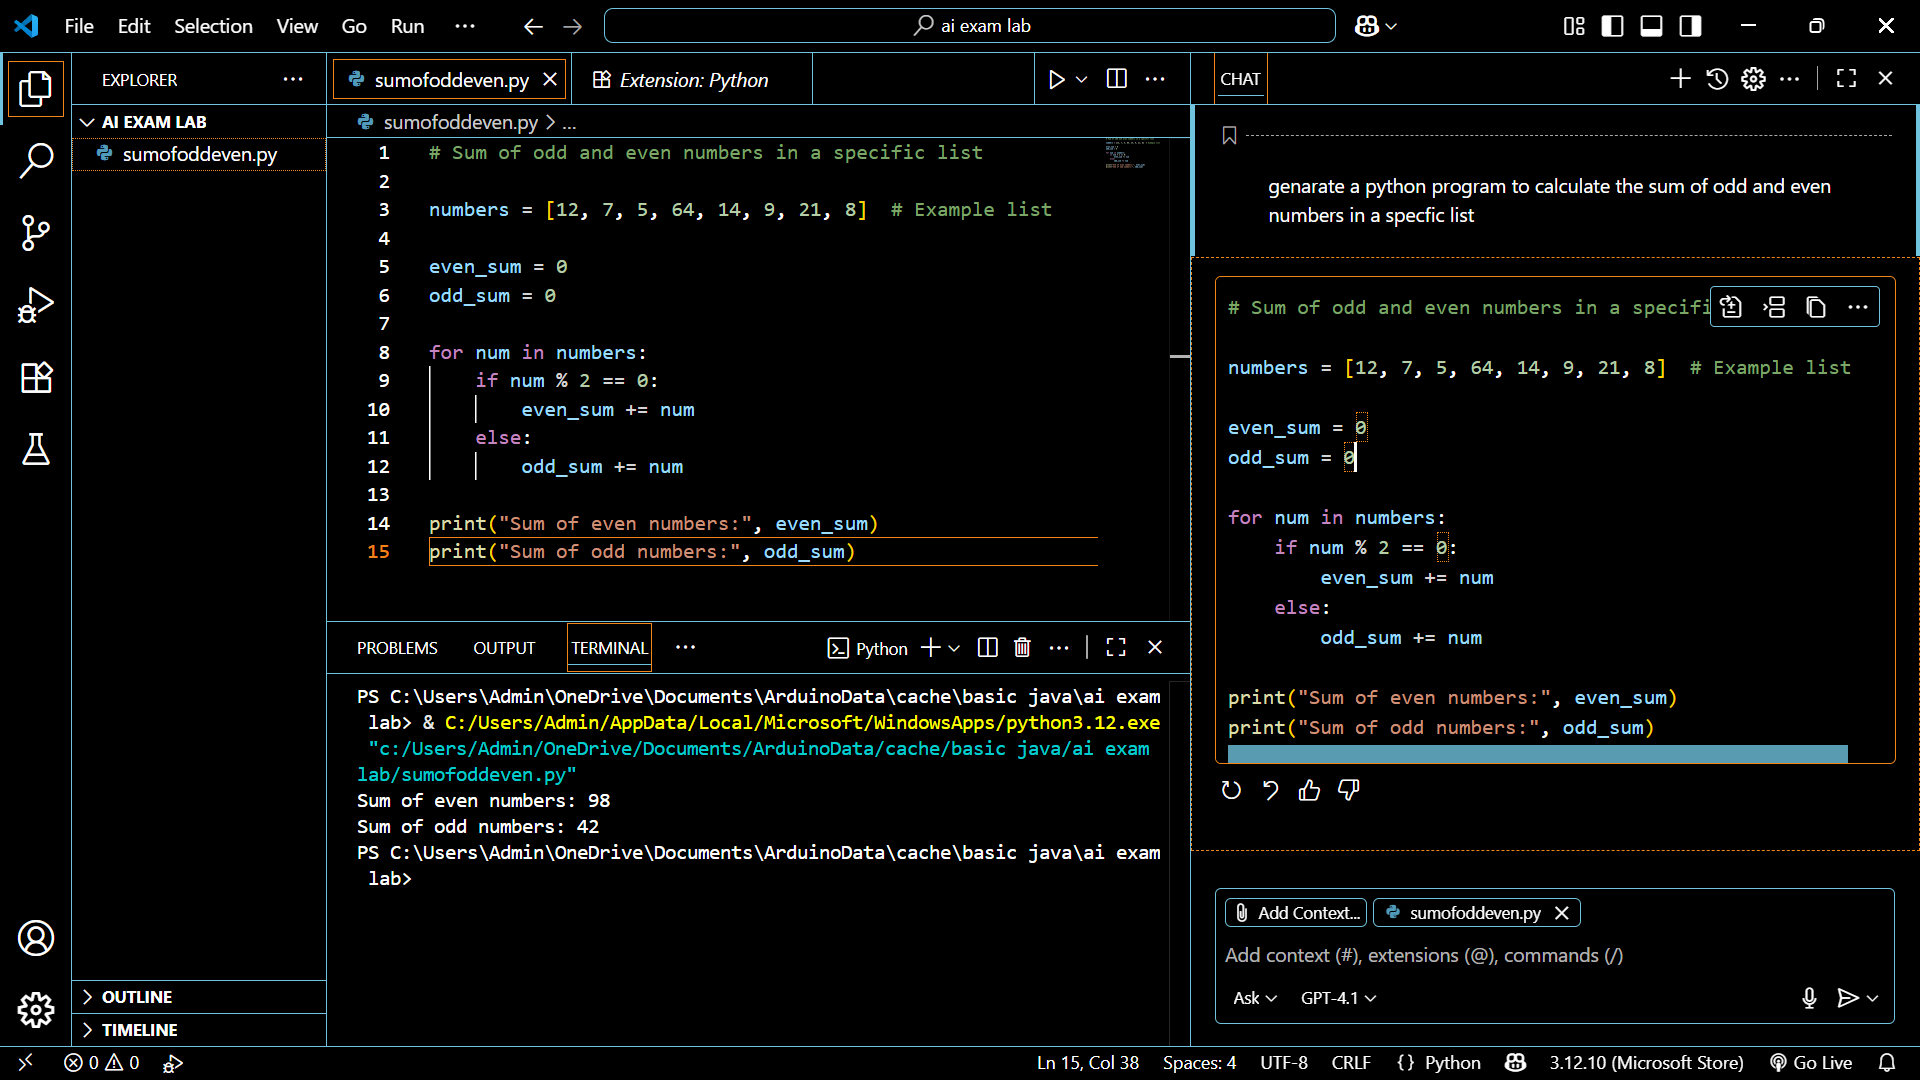 File Edit Selection View Go Run ···
ai exam lab
EXPLORER
AI EXAM LAB
sumofoddeven.py
sumofoddeven.py
Extension: Python
sumofoddeven.py > ...
1 # Sum of odd and even numbers in a specific list
2
3 numbers = [12, 7, 5, 64, 14, 9, 21, 8]  # Example list
4
5 even_sum = 0
6 odd_sum = 0
7
8 for num in numbers:
9     if num % 2 == 0:
10         even_sum += num
11     else:
12         odd_sum += num
13
14 print("Sum of even numbers:", even_sum)
15 print("Sum of odd numbers:", odd_sum)
PROBLEMS OUTPUT TERMINAL ···
Python
PS C:\Users\Admin\OneDrive\Documents\ArduinoData\cache\basic java\ai exam
lab> & C:/Users/Admin/AppData/Local/Microsoft/WindowsApps/python3.12.exe
"c:/Users/Admin/OneDrive/Documents/ArduinoData/cache/basic java/ai exam
lab/sumofoddeven.py"
Sum of even numbers: 98
Sum of odd numbers: 42
PS C:\Users\Admin\OneDrive\Documents\ArduinoData\cache\basic java\ai exam
lab>
CHAT
genarate a python program to calculate the sum of odd and even
numbers in a specfic list
# Sum of odd and even numbers in a specifi
numbers = [12, 7, 5, 64, 14, 9, 21, 8]  # Example list
even_sum = 0
odd_sum = 0
for num in numbers:
    if num % 2 == 0:
        even_sum += num
    else:
        odd_sum += num
print("Sum of even numbers:", even_sum)
print("Sum of odd numbers:", odd_sum)
Add Context...
sumofoddeven.py
Add context (#), extensions (@), commands (/)
Ask
GPT-4.1
OUTLINE
TIMELINE
0 0
Ln 15, Col 38
Spaces: 4
UTF-8
CRLF
{} Python
3.12.10 (Microsoft Store)
Go Live